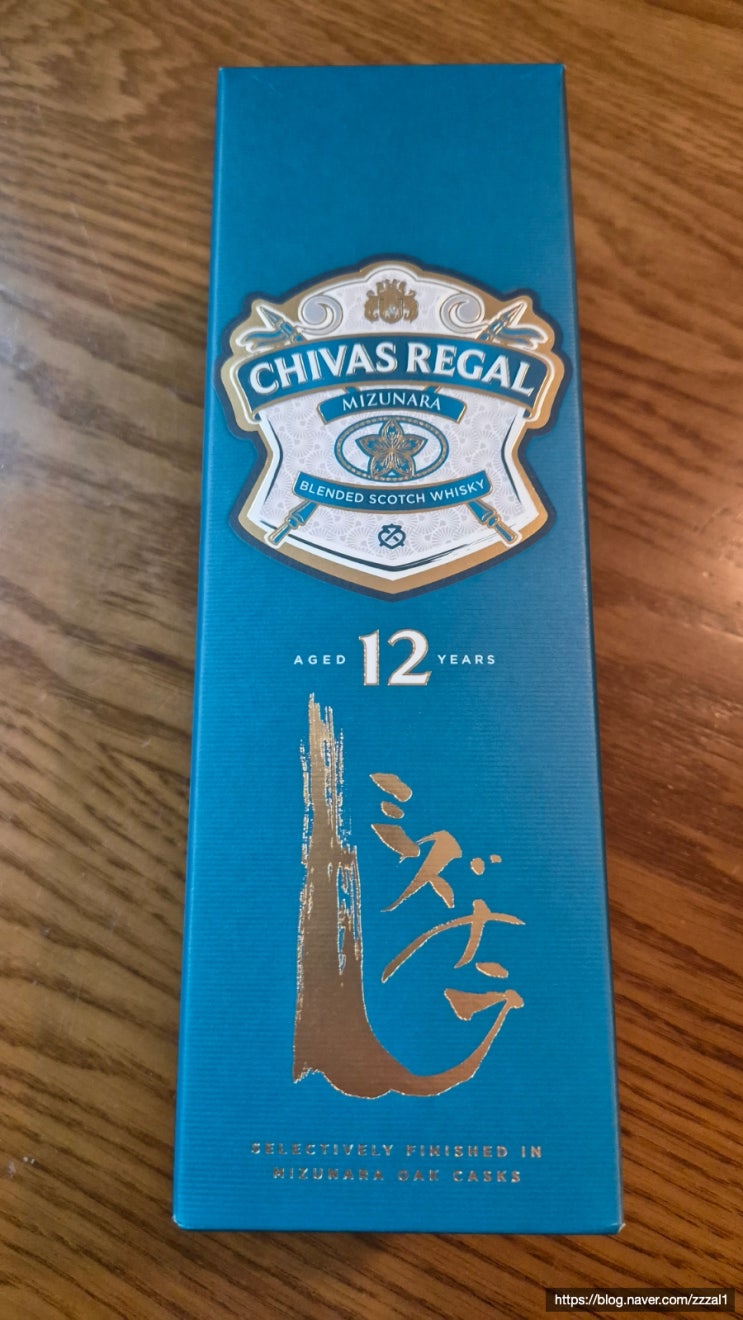 CHIVAS REGAL
MIZUNARA
BLENDED SCOTCH WHISKY
AGED 12 YEARS
ミズナラ
SELECTIVELY FINISHED IN
MIZUNARA OAK CASKS
https://blog.naver.com/zzzal1